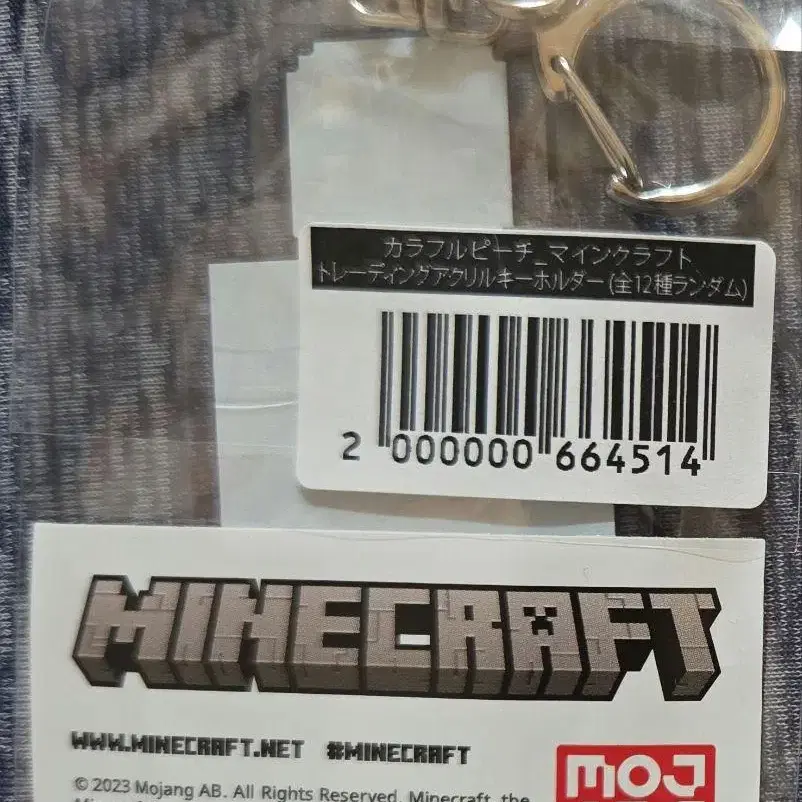 カラフルピーチ_マインクラフト
トレーディングアクリルキーホルダー(全12種ランダム)
2 000000 664514
MINECRAFT
WWW.MINECRAFT.NET #MINECRAFT
© 2023 Mojang AB. All Rights Reserved. Minecraft, the
MOJ